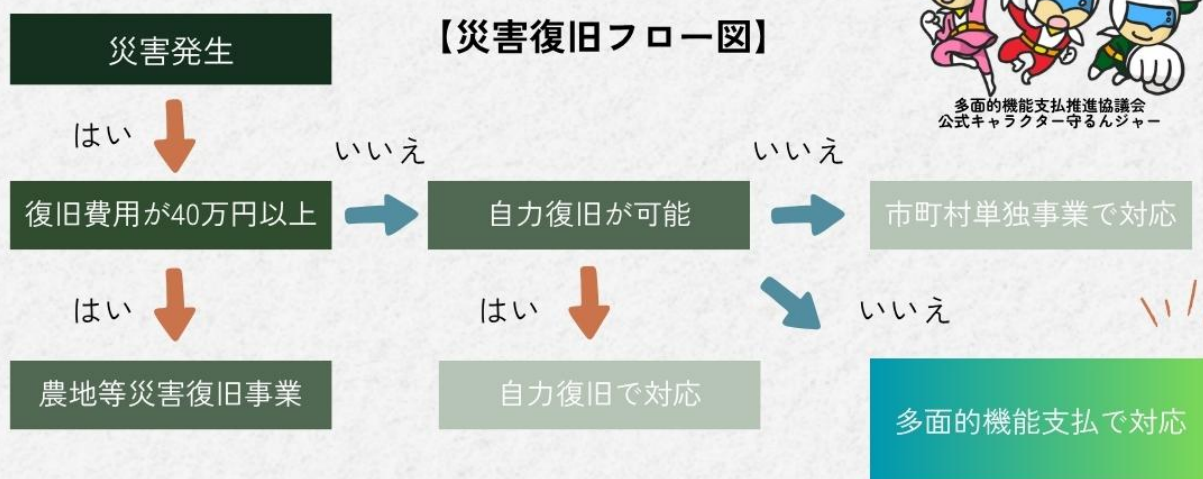 【災害復旧フロー図】
災害発生
多面的機能支払推進協議会
公式キャラクター守るんジャー
はい
いいえ
いいえ
復旧費用が40万円以上
自力復旧が可能
市町村単独事業で対応
はい
はい
いいえ
農地等災害復旧事業
自力復旧で対応
多面的機能支払で対応